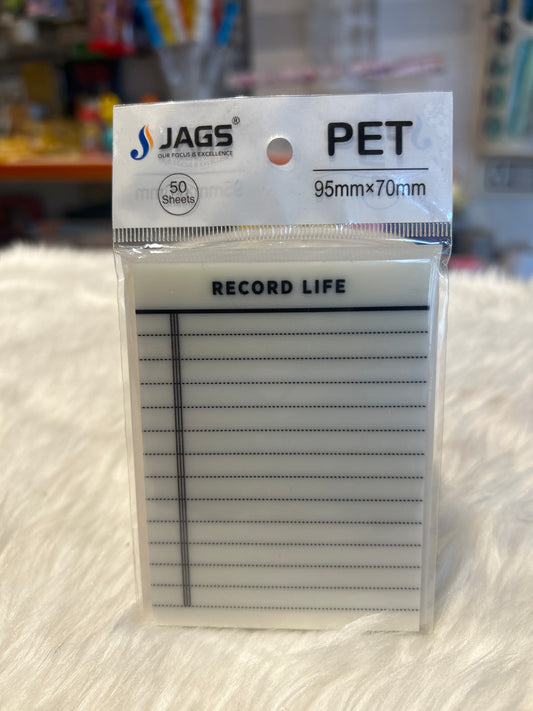 JAGS®
OUR FOCUS IS EXCELLENCE
50
Sheets
PET
95mm×70mm
RECORD LIFE